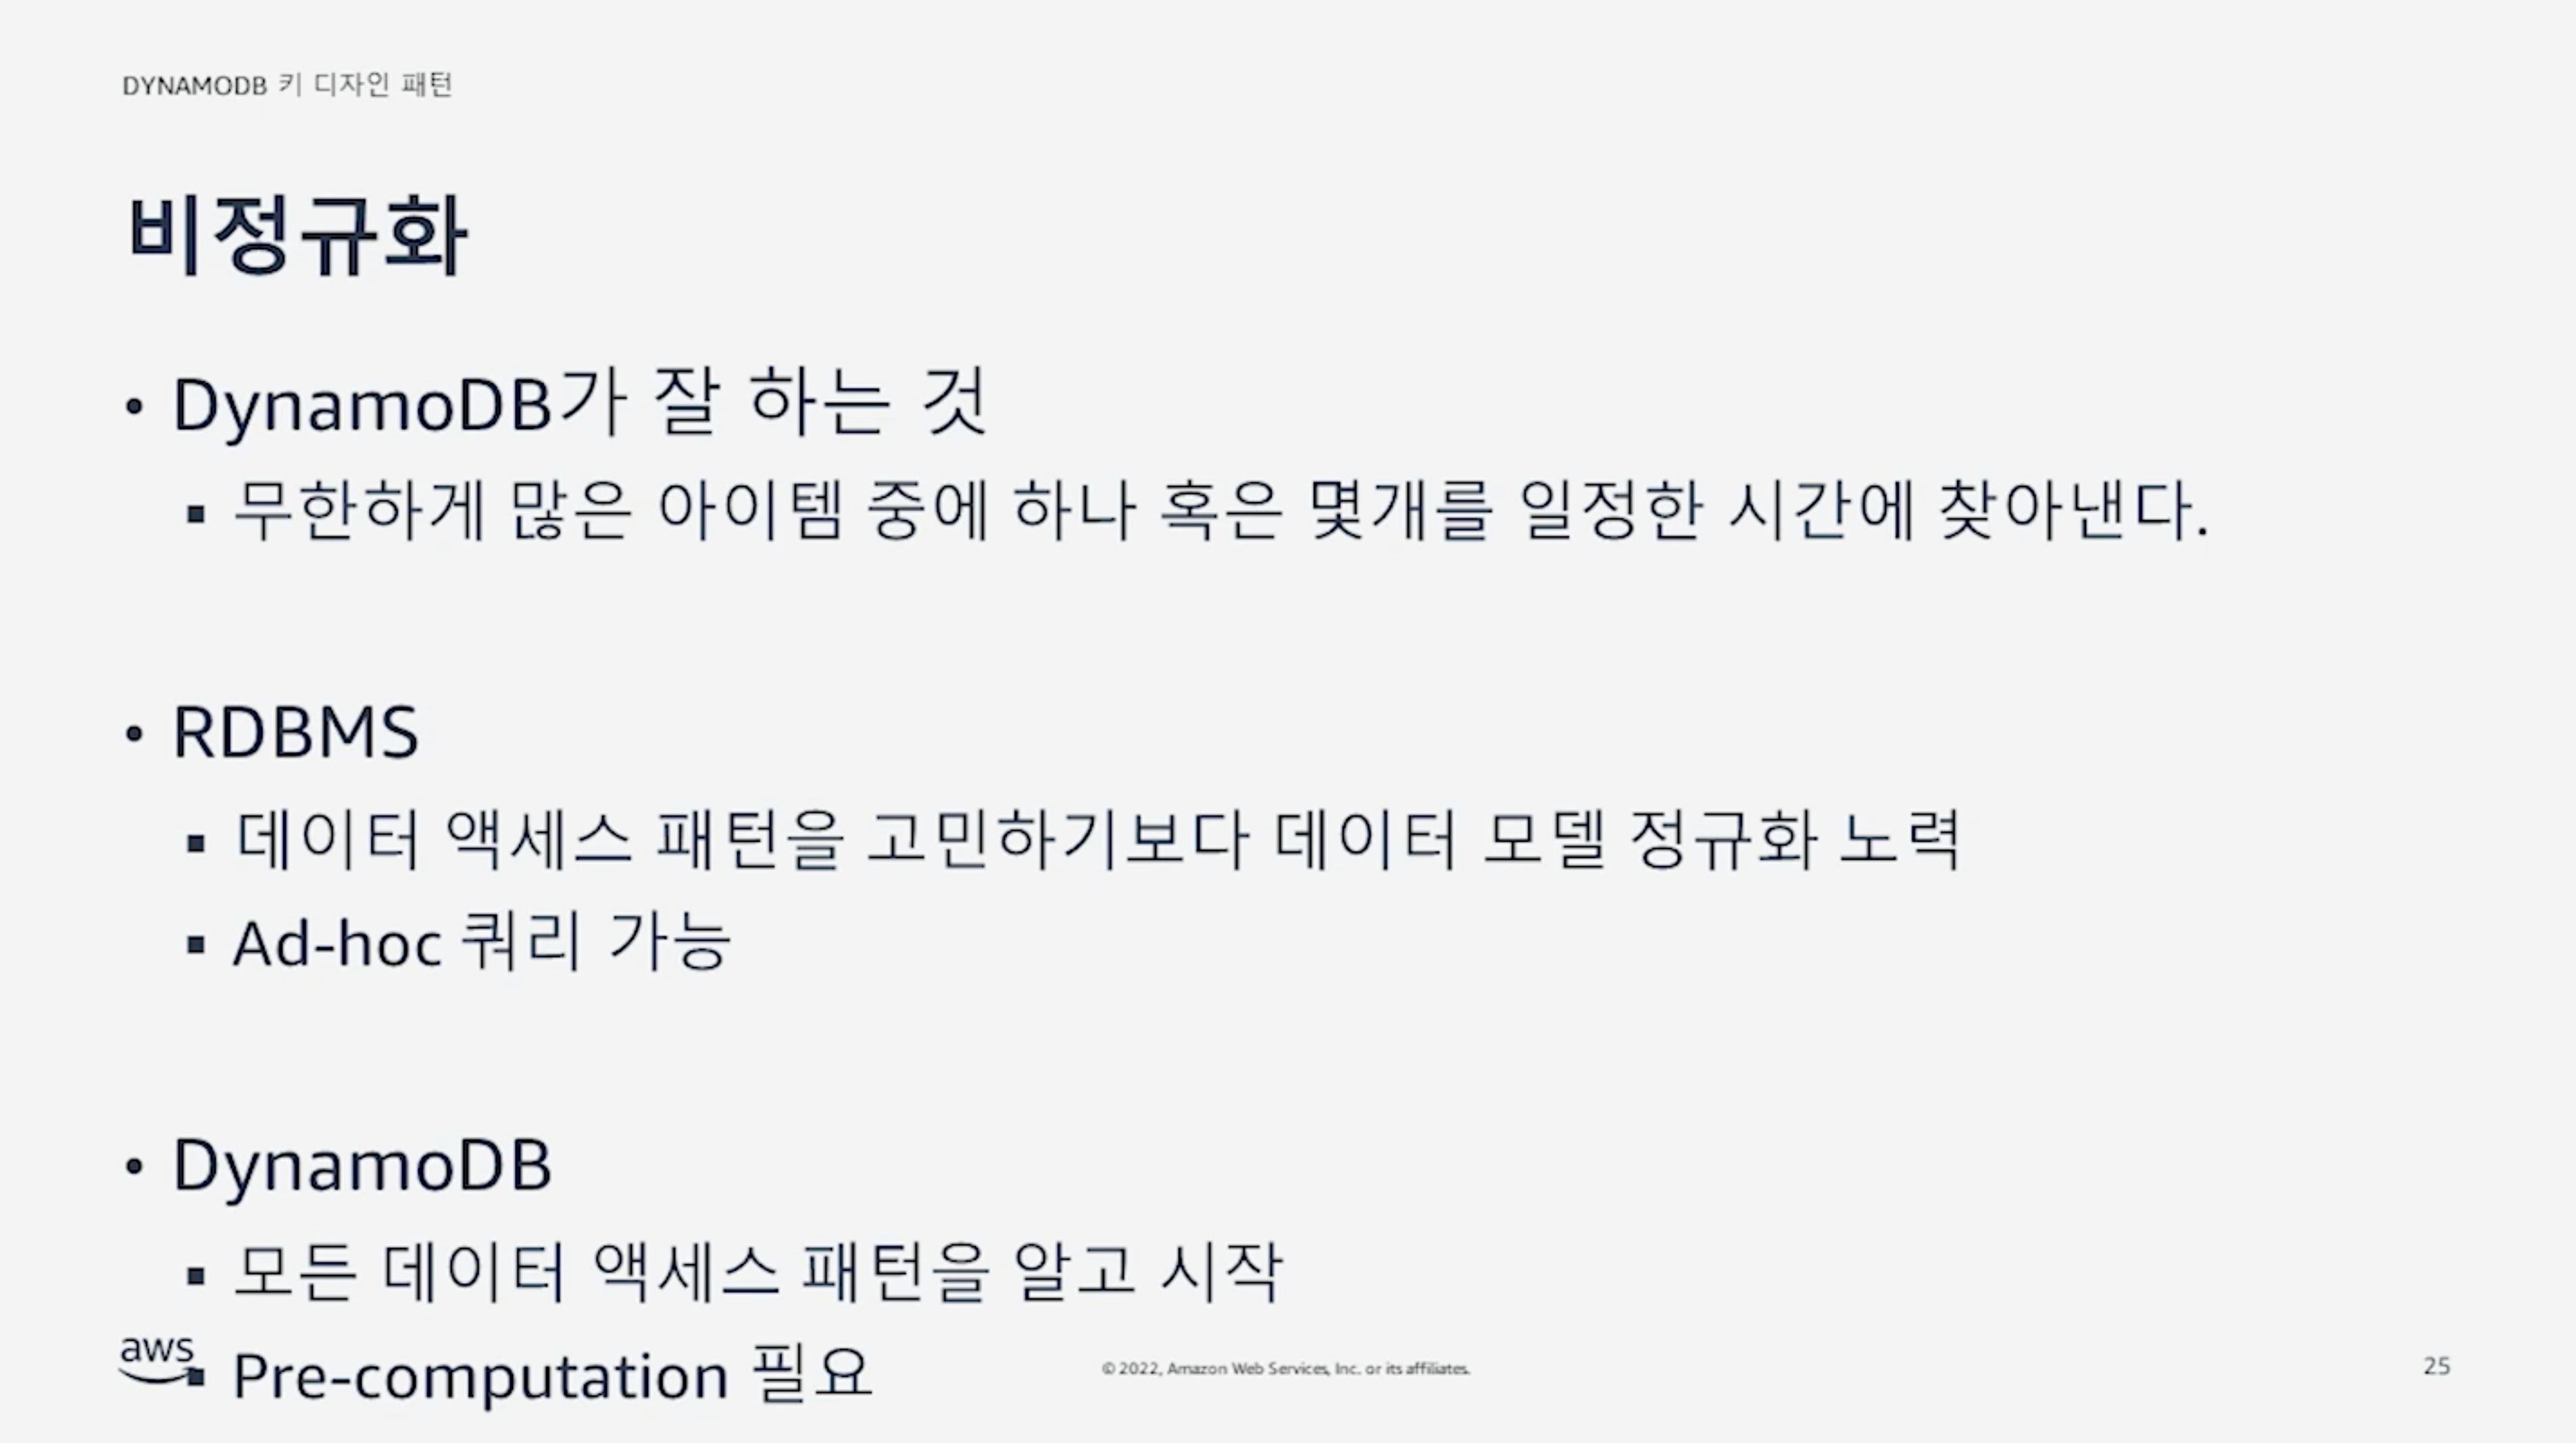 DYNAMODB 키 디자인 패턴
비정규화
• DynamoDB가 잘 하는 것
▪ 무한하게 많은 아이템 중에 하나 혹은 몇개를 일정한 시간에 찾아낸다.
• RDBMS
▪ 데이터 액세스 패턴을 고민하기보다 데이터 모델 정규화 노력
▪ Ad-hoc 쿼리 가능
• DynamoDB
▪ 모든 데이터 액세스 패턴을 알고 시작
▪ Pre-computation 필요
aws
© 2022, Amazon Web Services, Inc. or its affiliates.
25